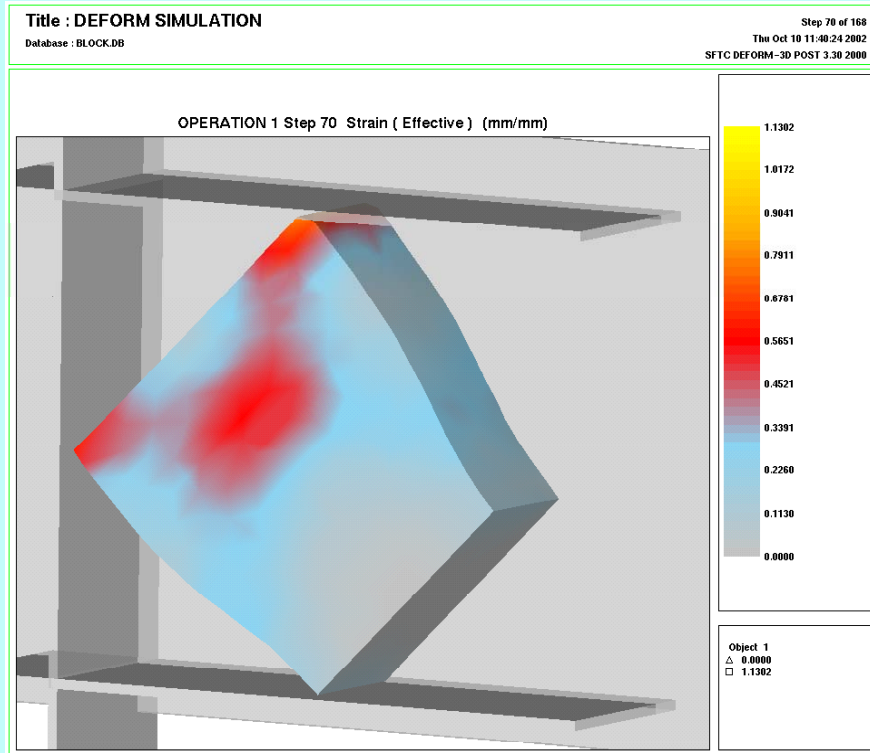 Title : DEFORM SIMULATION
Database : BLOCK.DB
Step 70 of 168
Thu Oct 10 11:40:24 2002
SFTC DEFORM-3D POST 3.30 2000
OPERATION 1 Step 70 Strain ( Effective ) (mm/mm)
1.1302
1.0172
0.9041
0.7911
0.6781
0.5651
0.4521
0.3391
0.2260
0.1130
0.0000
Object 1
△ 0.0000
□ 1.1302